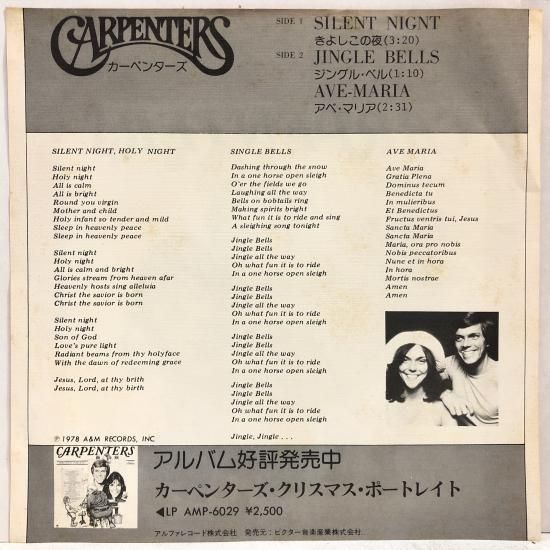 CARPENTERS
カーペンターズ
SIDE 1 SILENT NIGNT
きよしこの夜(3:20)
SIDE 2 JINGLE BELLS
ジングル・ベル(1:10)
AVE-MARIA
アベ・マリア(2:31)
SILENT NIGHT, HOLY NIGHT
Silent night
Holy night
All is calm
All is bright
Round you virgin
Mother and child
Holy infant so tender and mild
Sleep in heavenly peace
Sleep in heavenly peace
Silent night
Holy night
All is calm and bright
Glories stream from heaven afar
Heavenly hosts sing alleluia
Christ the savior is born
Christ the savior is born
Silent night
Holy night
Son of God
Love's pure light
Radiant beams from thy holyface
With the dawn of redeeming grace
Jesus, Lord, at thy brith
Jesus, Lord, at thy birth
SINGLE BELLS
Dashing through the snow
In a one horse open sleigh
O'er the fields we go
Laughing all the way
Bells on bobtails ring
Making spirits bright
What fun it is to ride and sing
A sleighing song tonight
Jingle Bells
Jingle Bells
Jingle all the way
Oh what fun it is to ride
In a one horse open sleigh
Jingle Bells
Jingle Bells
Jingle all the way
Oh what fun it is to ride
In a one horse open sleigh
Jingle Bells
Jingle Bells
Jingle all the way
Oh what fun it is to ride
In a one horse open sleigh
Jingle Bells
Jingle Bells
Jingle all the way
Oh what fun it is to ride
In a one horse open sleigh
Jingle, Jingle . . .
AVE MARIA
Ave Maria
Gratia Plena
Dominus tecum
Benedicta tu
In mulieribus
Et Benedictus
Fructus ventris tui, Jesus
Sancta Maria
Sancta Maria
Maria, ora pro nobis
Nobis peccatoribus
Nunc et in hora
In hora
Mortis nostrae
Amen
Amen
Ⓟ1978 A&M RECORDS, INC
CARPENTERS
アルバム好評発売中
カーペンターズ・クリスマス・ポートレイト
◀LP AMP-6029 ¥2,500
アルファレコード株式会社 発売元:ビクター音楽産業株式会社